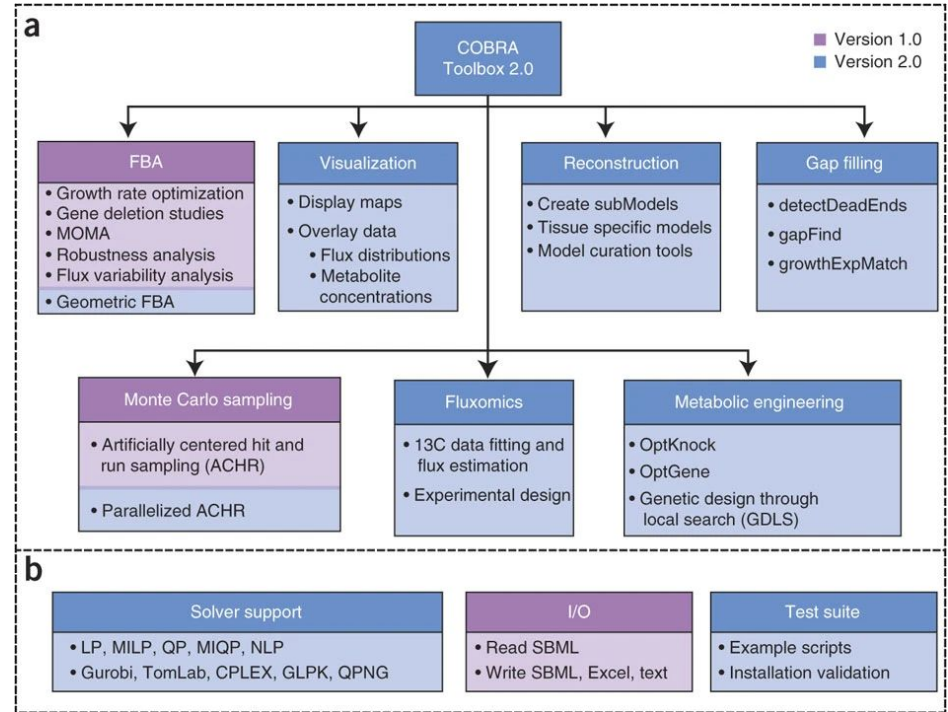 a
COBRA
Toolbox 2.0
Version 1.0
Version 2.0
FBA
• Growth rate optimization
• Gene deletion studies
• MOMA
• Robustness analysis
• Flux variability analysis
• Geometric FBA
Visualization
• Display maps
• Overlay data
• Flux distributions
• Metabolite
concentrations
Reconstruction
• Create subModels
• Tissue specific models
• Model curation tools
Gap filling
• detectDeadEnds
• gapFind
• growthExpMatch
Monte Carlo sampling
• Artificially centered hit and
run sampling (ACHR)
• Parallelized ACHR
Fluxomics
• 13C data fitting and
flux estimation
• Experimental design
Metabolic engineering
• OptKnock
• OptGene
• Genetic design through
local search (GDLS)
b
Solver support
• LP, MILP, QP, MIQP, NLP
• Gurobi, TomLab, CPLEX, GLPK, QPNG
I/O
• Read SBML
• Write SBML, Excel, text
Test suite
• Example scripts
• Installation validation